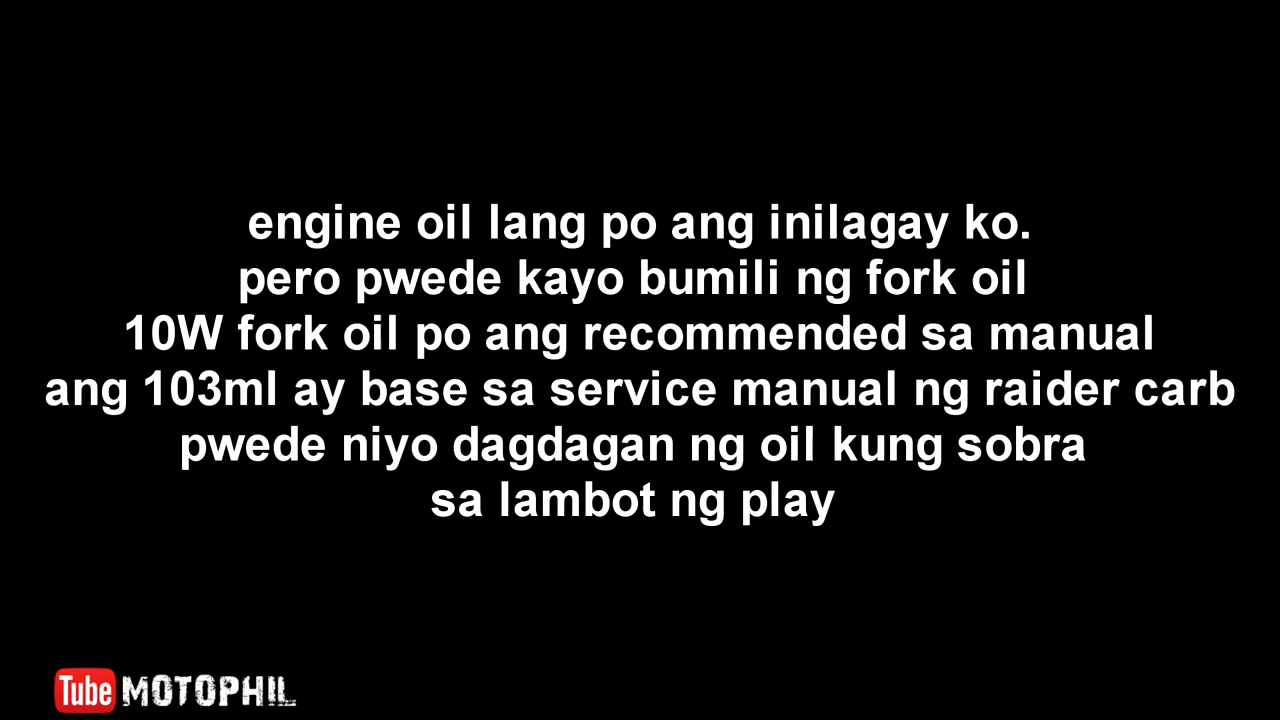 engine oil lang po ang inilagay ko.
pero pwede kayo bumili ng fork oil
10W fork oil po ang recommended sa manual
ang 103ml ay base sa service manual ng raider carb
pwede niyo dagdagan ng oil kung sobra
sa lambot ng play
Tube MOTOPHIL